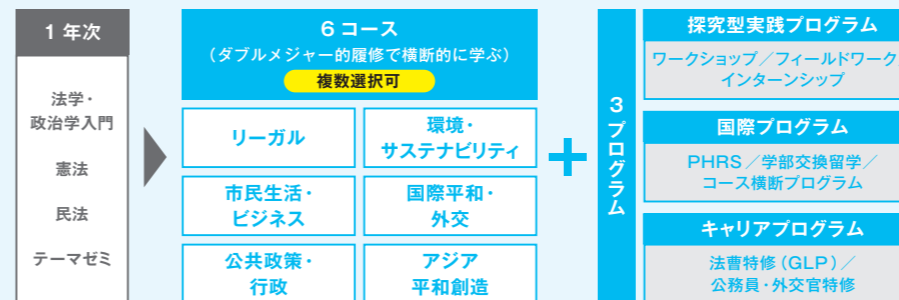 1 年次
法学・
政治学入門
憲法
民法
テーマゼミ
6 コース
（ダブルメジャー的履修で横断的に学ぶ）
複数選択可
リーガル
環境・
サステナビリティ
市民生活・
ビジネス
国際平和・
外交
公共政策・
行政
アジア
平和創造
＋
3プログラム
探究型実践プログラム
ワークショップ／フィールドワーク
インターンシップ
国際プログラム
PHRS／学部交換留学／
コース横断プログラム
キャリアプログラム
法曹特修（GLP）／
公務員・外交官特修